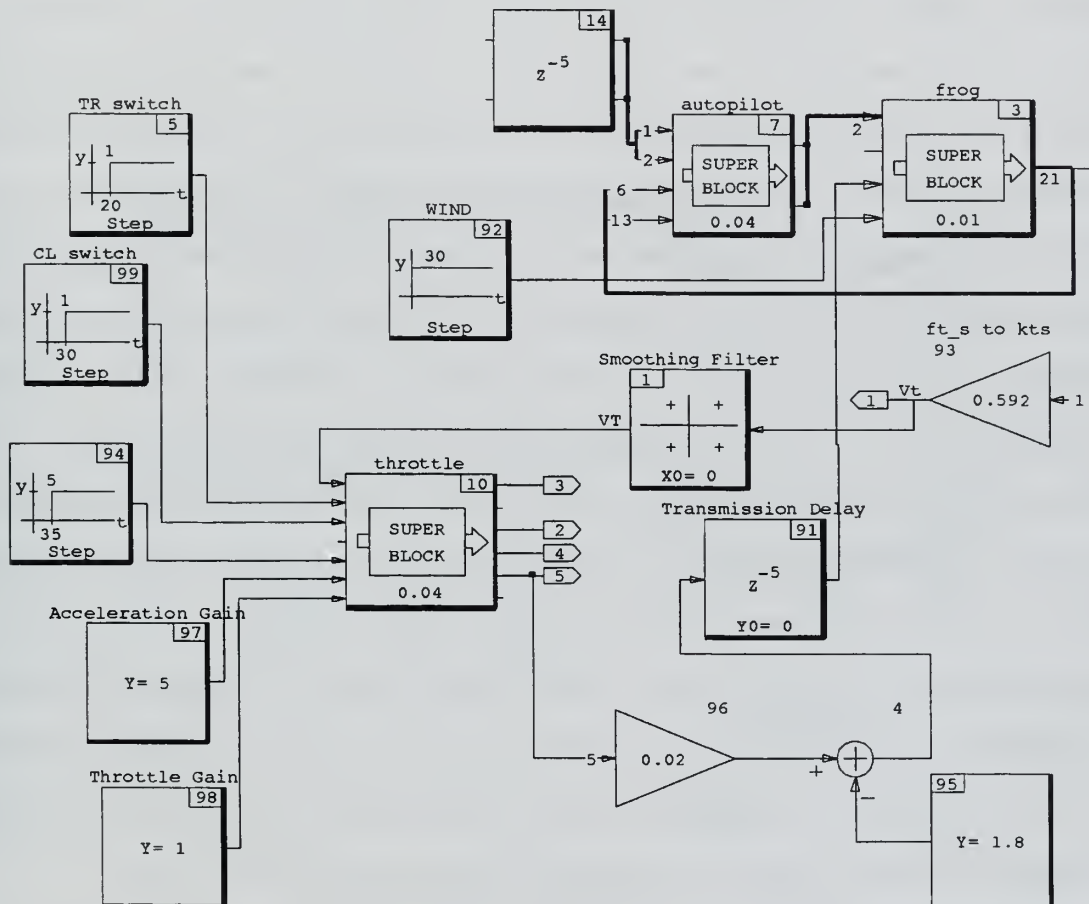 14
z^-5
TR switch
5
y 1
t
20
Step
autopilot
7
1
2
6
13
SUPER
BLOCK
0.04
frog
3
2
SUPER
BLOCK
0.01
21
WIND
92
y 30
t
Step
CL switch
99
y 1
t
30
Step
ft_s to kts
93
0.592
1
Vt
1
Smoothing Filter
1
+ +
+ +
X0= 0
VT
94
y 5
t
35
Step
throttle
10
SUPER
BLOCK
0.04
3
2
4
5
Transmission Delay
91
z^-5
Y0= 0
Acceleration Gain
97
Y= 5
Throttle Gain
98
Y= 1
96
5
0.02
4
+
+
-
95
Y= 1.8